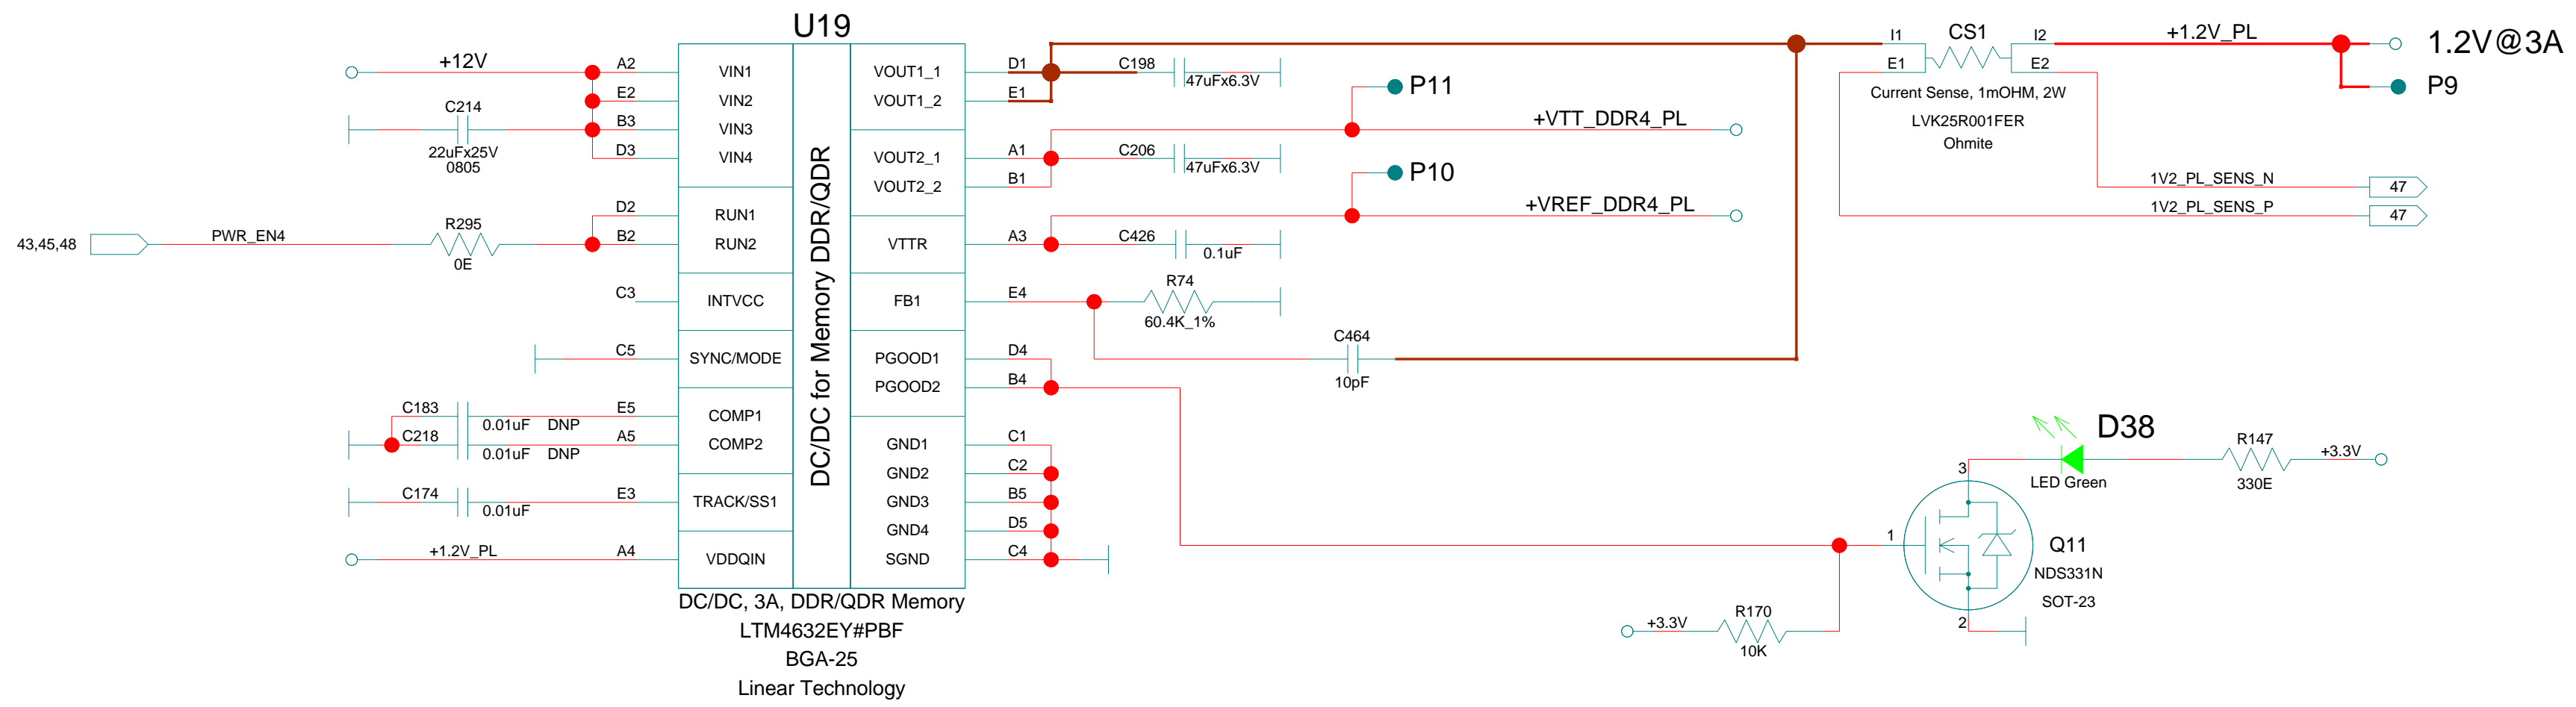 U19
+12V
C214
22uFx25V
0805
A2
E2
B3
D3
VIN1
VIN2
VIN3
VIN4
43,45,48
PWR_EN4
R295
0E
D2
B2
RUN1
RUN2
C3
INTVCC
C5
SYNC/MODE
C183
0.01uF DNP
E5
COMP1
C218
0.01uF DNP
A5
COMP2
C174
0.01uF
E3
TRACK/SS1
+1.2V_PL
A4
VDDQIN
DC/DC for Memory DDR/QDR
VOUT1_1
VOUT1_2
D1
E1
C198
47uFx6.3V
VOUT2_1
VOUT2_2
A1
B1
C206
47uFx6.3V
P11
+VTT_DDR4_PL
P10
+VREF_DDR4_PL
VTTR
A3
C426
0.1uF
FB1
E4
R74
60.4K_1%
C464
10pF
PGOOD1
PGOOD2
D4
B4
GND1
GND2
GND3
GND4
SGND
C1
C2
B5
D5
C4
DC/DC, 3A, DDR/QDR Memory
LTM4632EY#PBF
BGA-25
Linear Technology
I1
E1
CS1
I2
E2
Current Sense, 1mOHM, 2W
LVK25R001FER
Ohmite
+1.2V_PL
1.2V@3A
P9
1V2_PL_SENS_N
47
1V2_PL_SENS_P
47
D38
LED Green
R147
330E
+3.3V
3
1
2
Q11
NDS331N
SOT-23
+3.3V
R170
10K